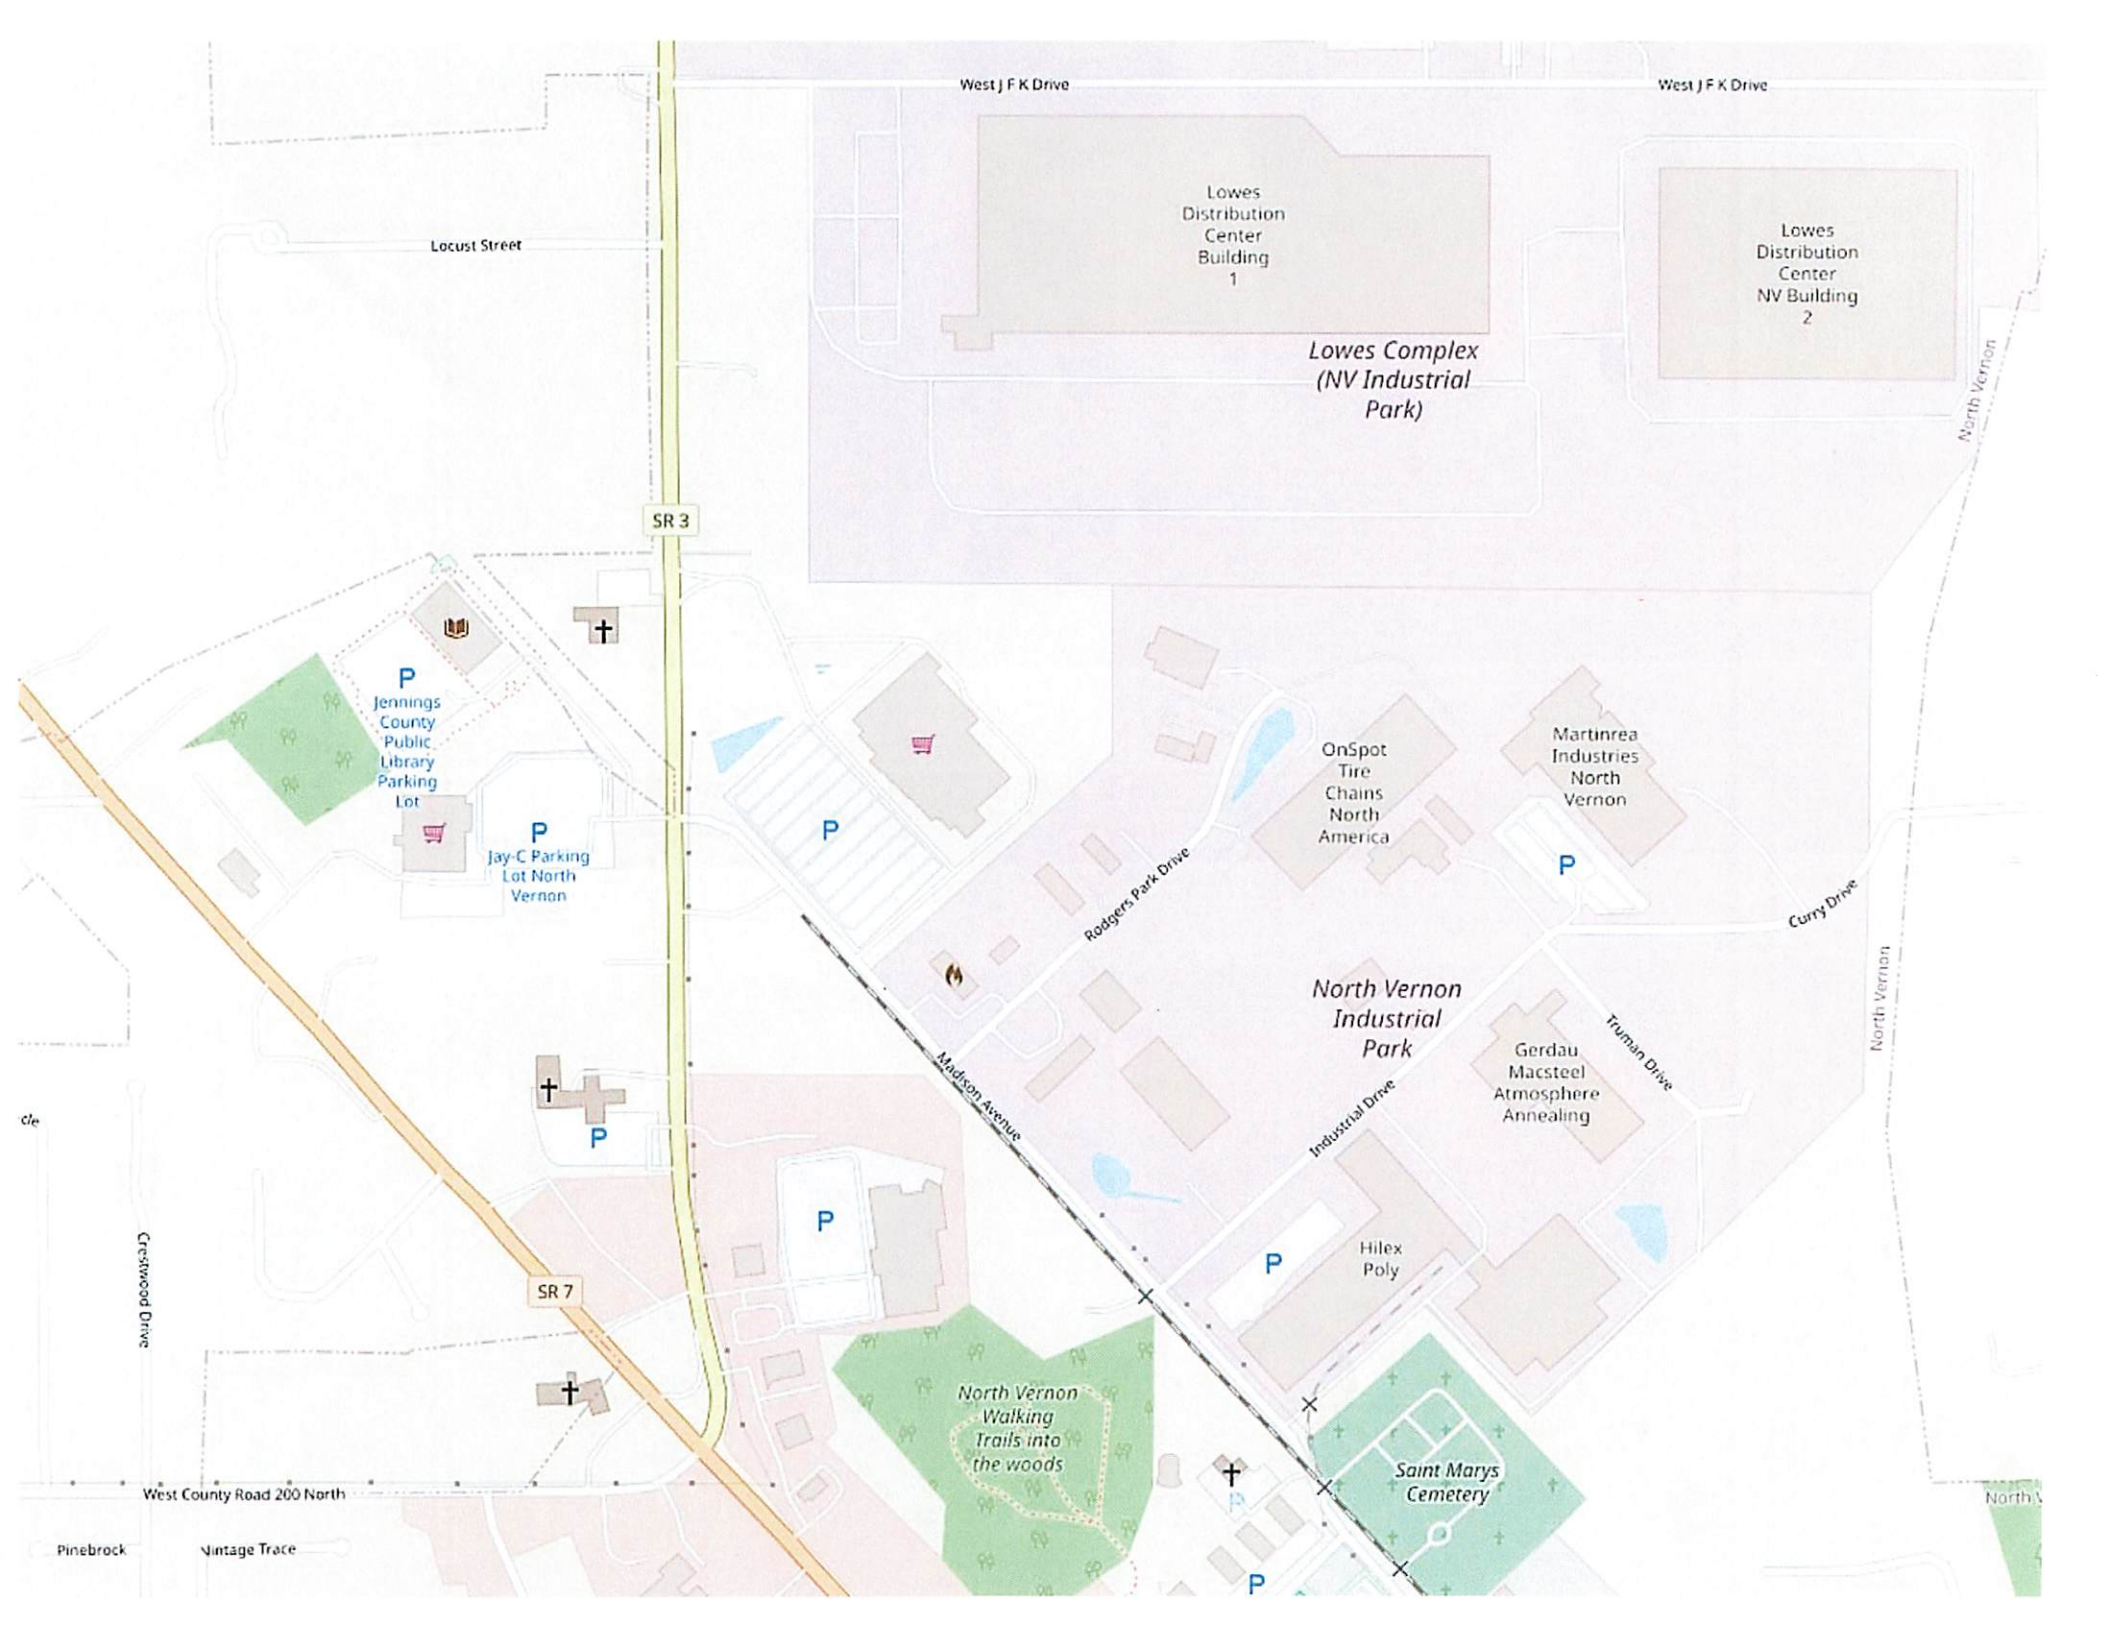 West J F K Drive
West J F K Drive
Lowes
Distribution
Center
Building
1
Lowes
Distribution
Center
NV Building
2
Locust Street
Lowes Complex
(NV Industrial
Park)
North Vernon
SR 3
P
Jennings
County
Public
Library
Parking
Lot
P
Jay-C Parking
Lot North
Vernon
P
OnSpot
Tire
Chains
North
America
Martinrea
Industries
North
Vernon
P
Rodgers Park Drive
Curry Drive
North Vernon
Industrial
Park
North Vernon
Madison Avenue
Industrial Drive
Truman Drive
Gerdau
Macsteel
Atmosphere
Annealing
cle
P
P
Crestwood Drive
SR 7
P
Hilex
Poly
North Vernon
Walking
Trails into
the woods
P
Saint Marys
Cemetery
West County Road 200 North
North V
Pinebrock
Vintage Trace
P